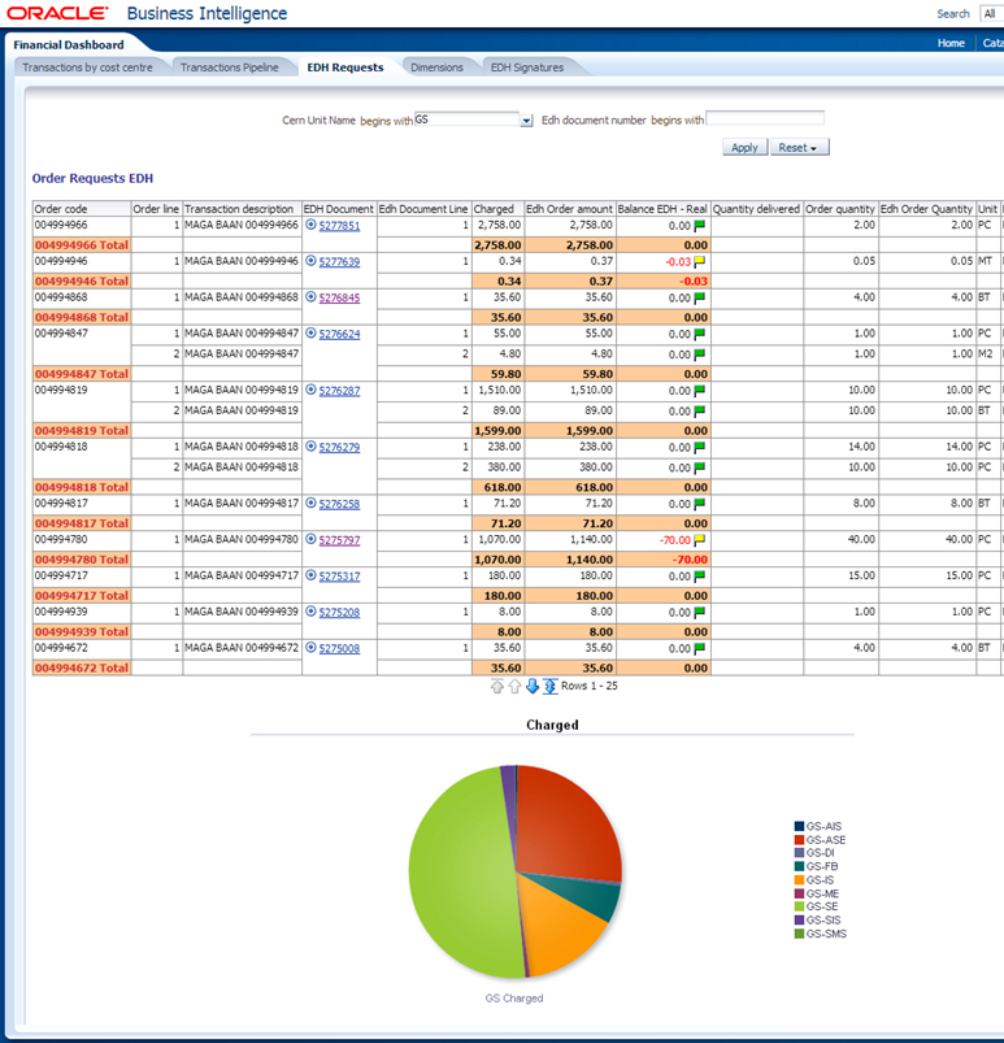 ORACLE Business Intelligence Search All
Financial Dashboard Home Cata
Transactions by cost centre Transactions Pipeline EDH Requests Dimensions EDH Signatures
Cern Unit Name begins with GS Edh document number begins with
Apply Reset
Order Requests EDH
Order code Order line Transaction description EDH Document Edh Document Line Charged Edh Order amount Balance EDH - Real Quantity delivered Order quantity Edh Order Quantity Unit
004994966 1 MAGA BAAN 004994966 5277851 1 2,758.00 2,758.00 0.00 2.00 2.00 PC
004994966 Total 2,758.00 2,758.00 0.00
004994946 1 MAGA BAAN 004994946 5277639 1 0.34 0.37 -0.03 0.05 0.05 MT
004994946 Total 0.34 0.37 -0.03
004994868 1 MAGA BAAN 004994868 5276845 1 35.60 35.60 0.00 4.00 4.00 BT
004994868 Total 35.60 35.60 0.00
004994847 1 MAGA BAAN 004994847 5276624 1 55.00 55.00 0.00 1.00 1.00 PC
2 MAGA BAAN 004994847 2 4.80 4.80 0.00 1.00 1.00 M2
004994847 Total 59.80 59.80 0.00
004994819 1 MAGA BAAN 004994819 5276287 1 1,510.00 1,510.00 0.00 10.00 10.00 PC
2 MAGA BAAN 004994819 2 89.00 89.00 0.00 10.00 10.00 BT
004994819 Total 1,599.00 1,599.00 0.00
004994818 1 MAGA BAAN 004994818 5276279 1 238.00 238.00 0.00 14.00 14.00 PC
2 MAGA BAAN 004994818 2 380.00 380.00 0.00 10.00 10.00 PC
004994818 Total 618.00 618.00 0.00
004994817 1 MAGA BAAN 004994817 5276258 1 71.20 71.20 0.00 8.00 8.00 BT
004994817 Total 71.20 71.20 0.00
004994780 1 MAGA BAAN 004994780 5275797 1 1,070.00 1,140.00 -70.00 40.00 40.00 PC
004994780 Total 1,070.00 1,140.00 -70.00
004994717 1 MAGA BAAN 004994717 5275317 1 180.00 180.00 0.00 15.00 15.00 PC
004994717 Total 180.00 180.00 0.00
004994939 1 MAGA BAAN 004994939 5275208 1 8.00 8.00 0.00 1.00 1.00 PC
004994939 Total 8.00 8.00 0.00
004994672 1 MAGA BAAN 004994672 5275008 1 35.60 35.60 0.00 4.00 4.00 BT
004994672 Total 35.60 35.60 0.00
Rows 1 - 25
Charged
GS-AIS
GS-ASE
GS-DI
GS-FB
GS-IS
GS-ME
GS-SE
GS-SIS
GS-SMS
GS Charged